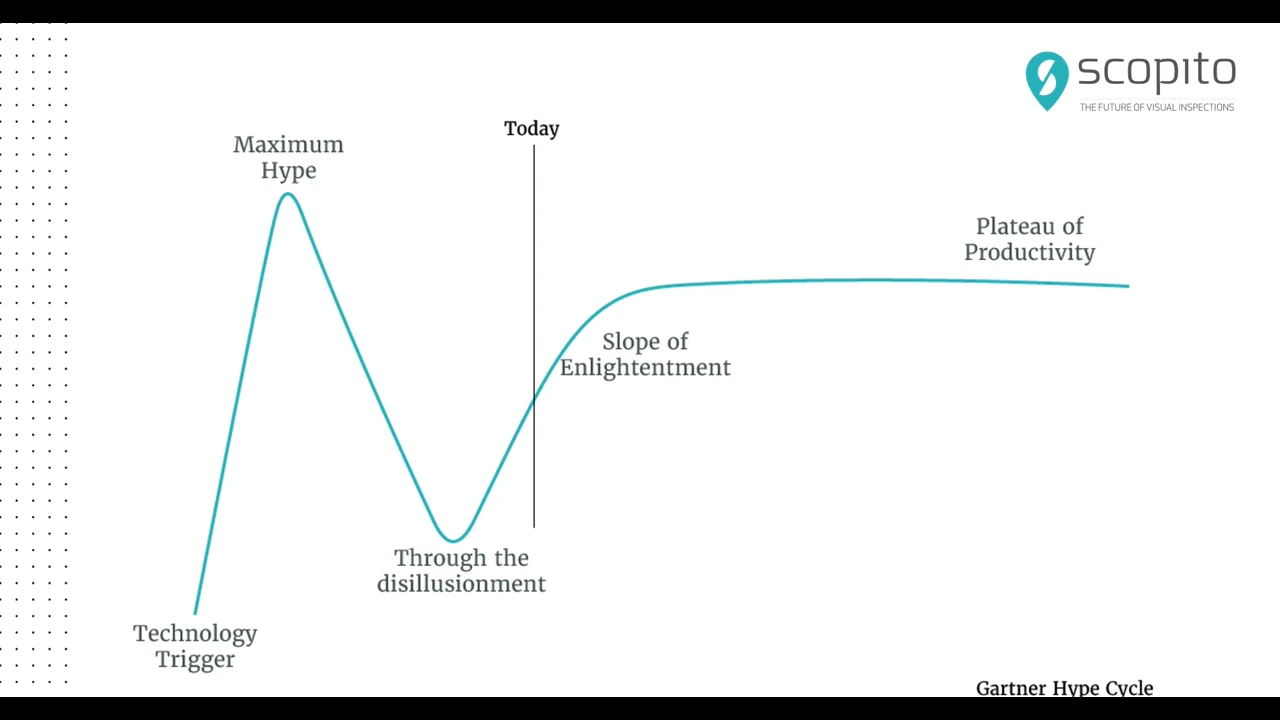 scopito
THE FUTURE OF VISUAL INSPECTIONS
Today
Maximum
Hype
Plateau of
Productivity
Slope of
Enlightentment
Through the
disillusionment
Technology
Trigger
Gartner Hype Cycle